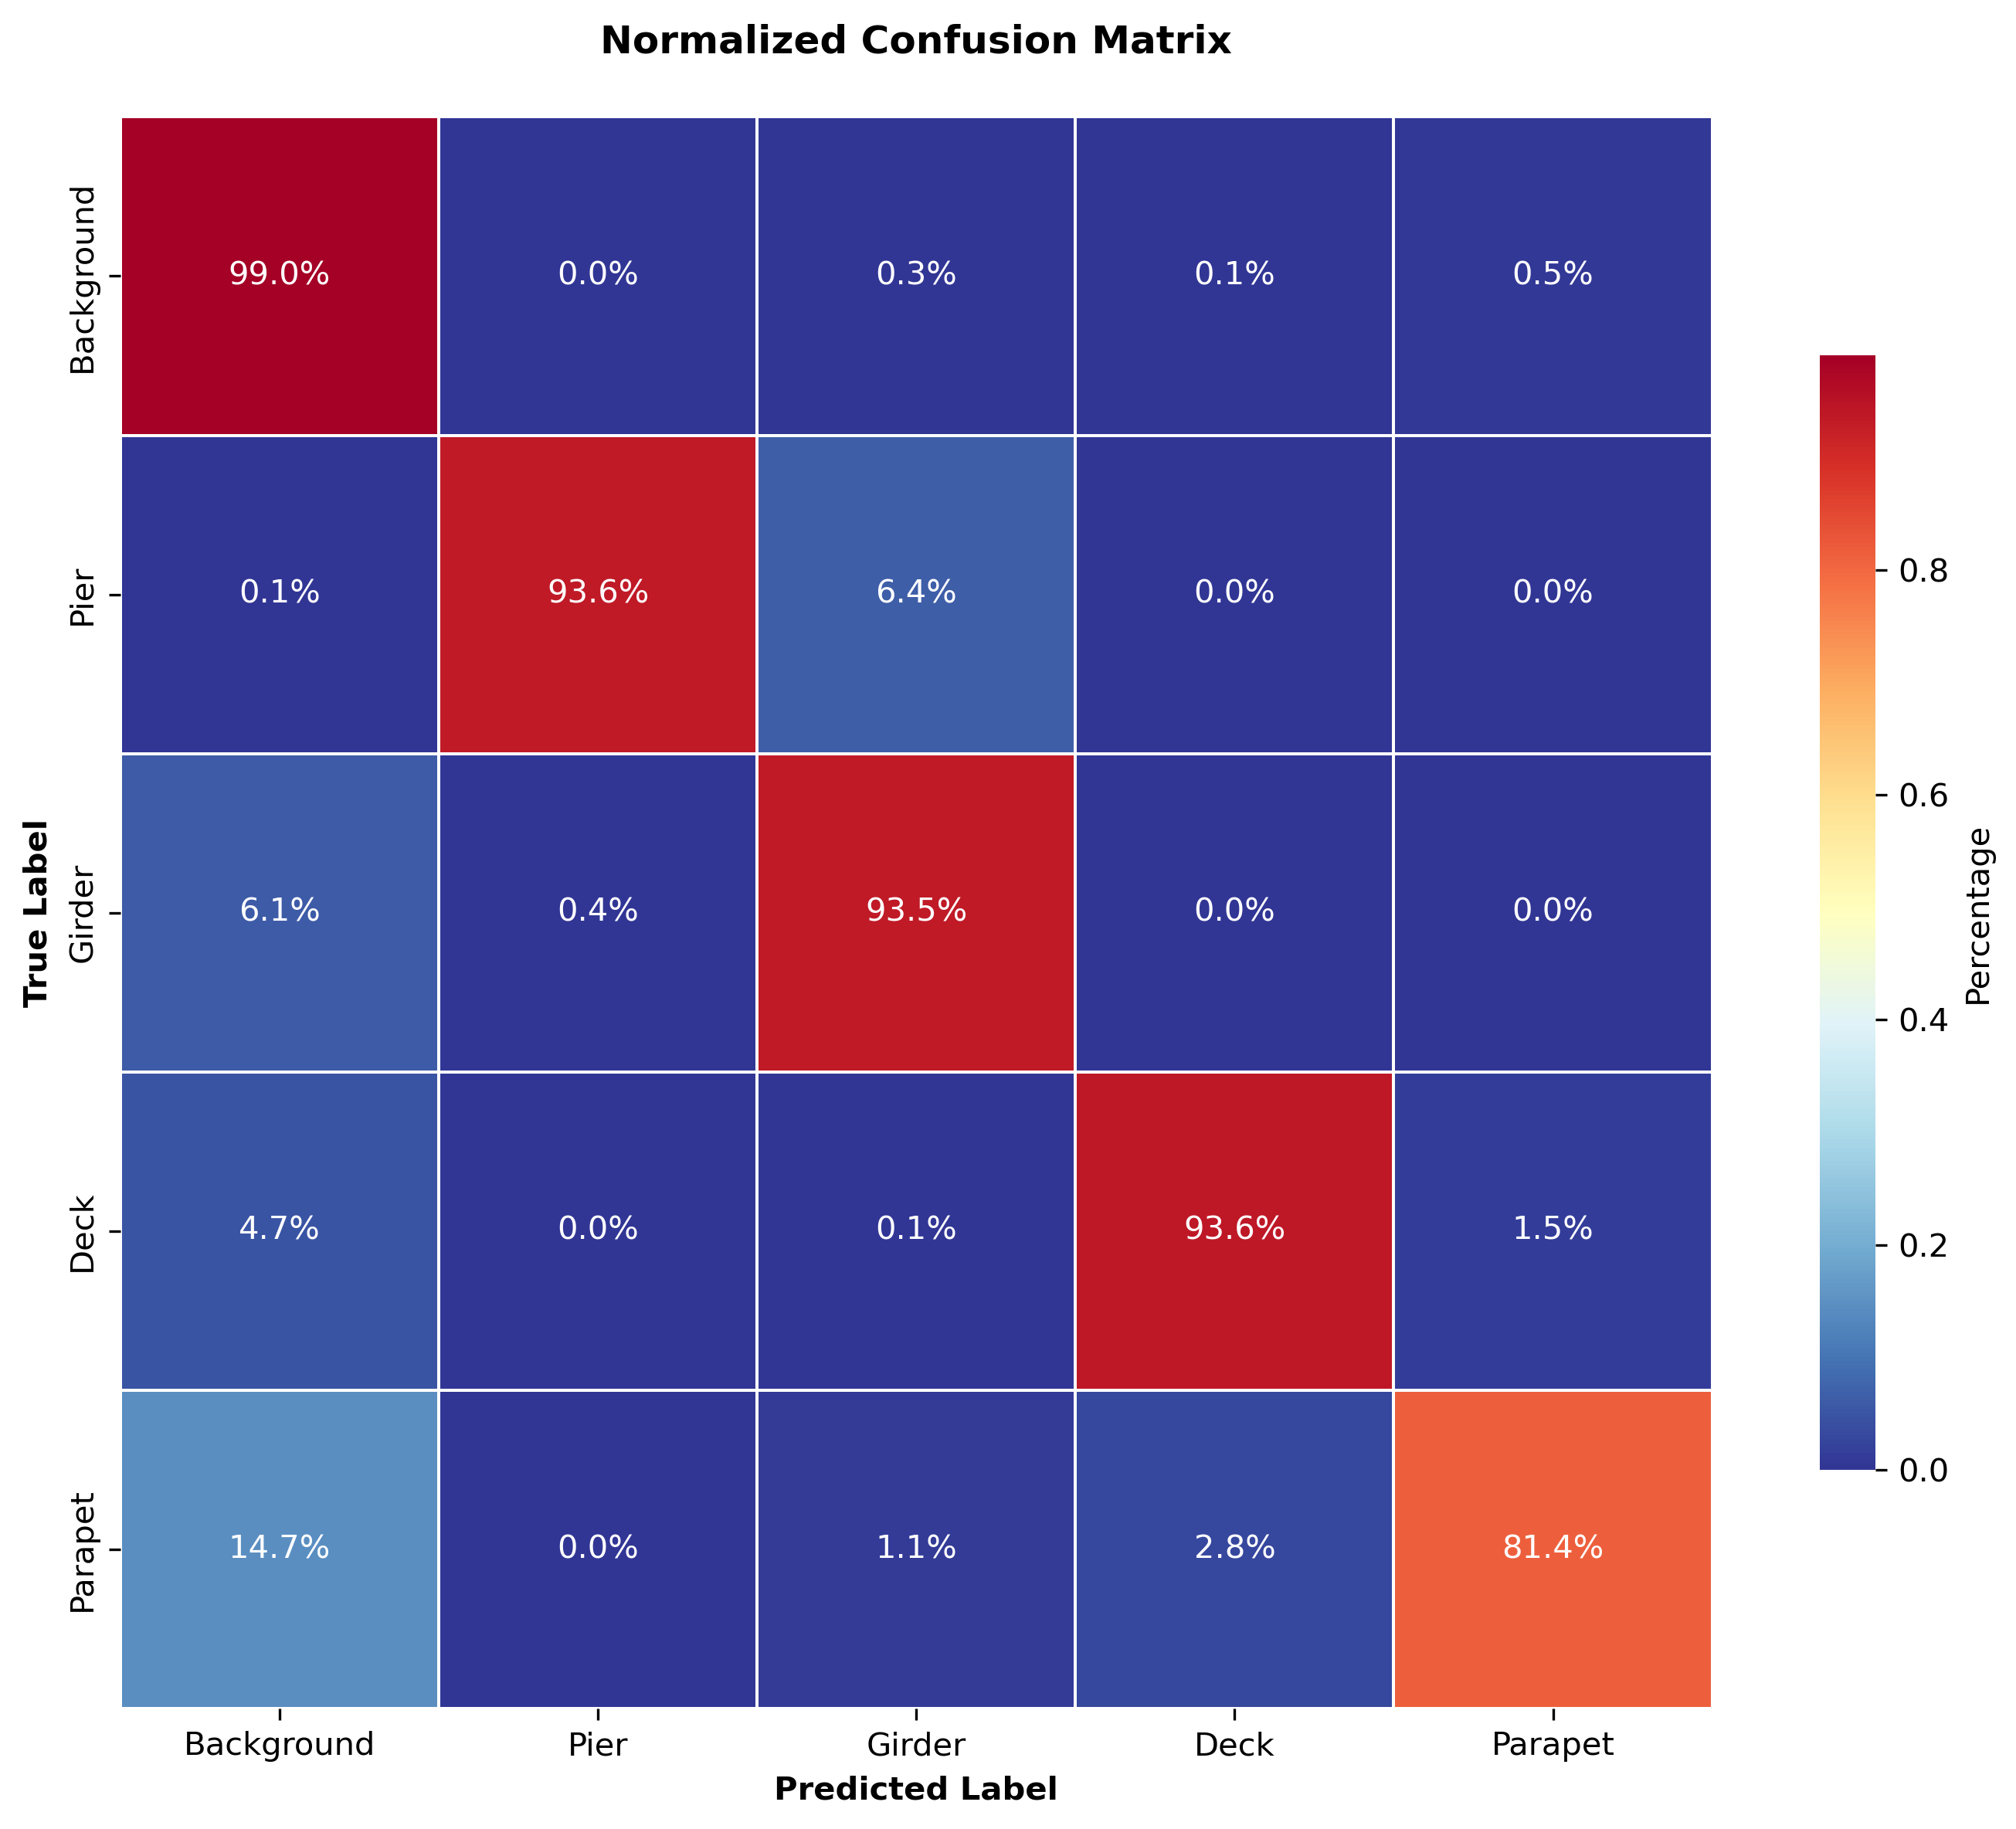 Normalized Confusion Matrix
Background 99.0% 0.0% 0.3% 0.1% 0.5%
Pier 0.1% 93.6% 6.4% 0.0% 0.0%
Girder 6.1% 0.4% 93.5% 0.0% 0.0%
Deck 4.7% 0.0% 0.1% 93.6% 1.5%
Parapet 14.7% 0.0% 1.1% 2.8% 81.4%
Background Pier Girder Deck Parapet
Predicted Label
True Label
0.8
0.6
0.4
0.2
0.0
Percentage